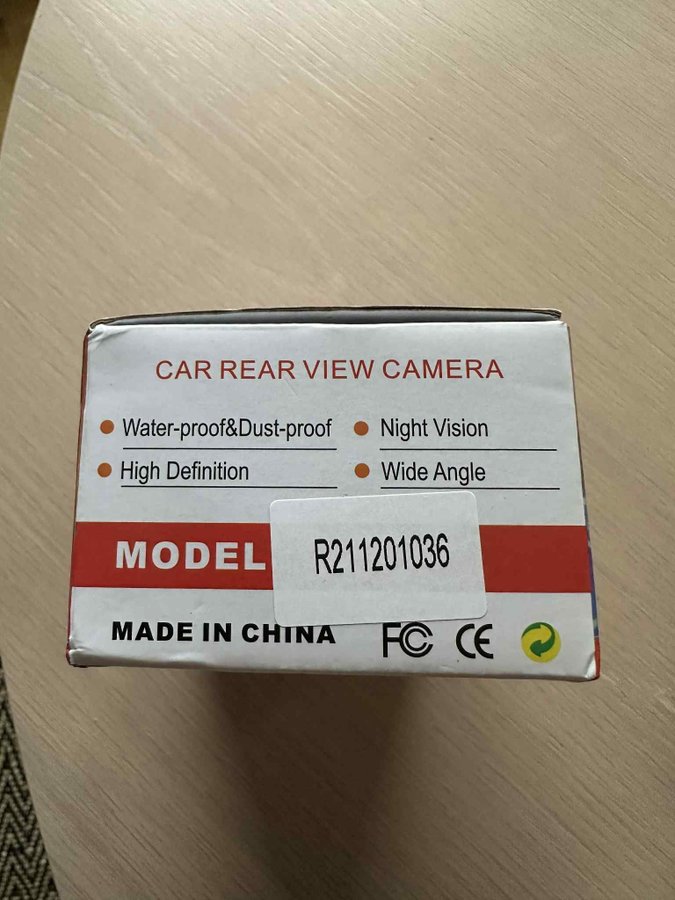 CAR REAR VIEW CAMERA
Water-proof&Dust-proof Night Vision
High Definition Wide Angle
MODEL R211201036
MADE IN CHINA FC CE